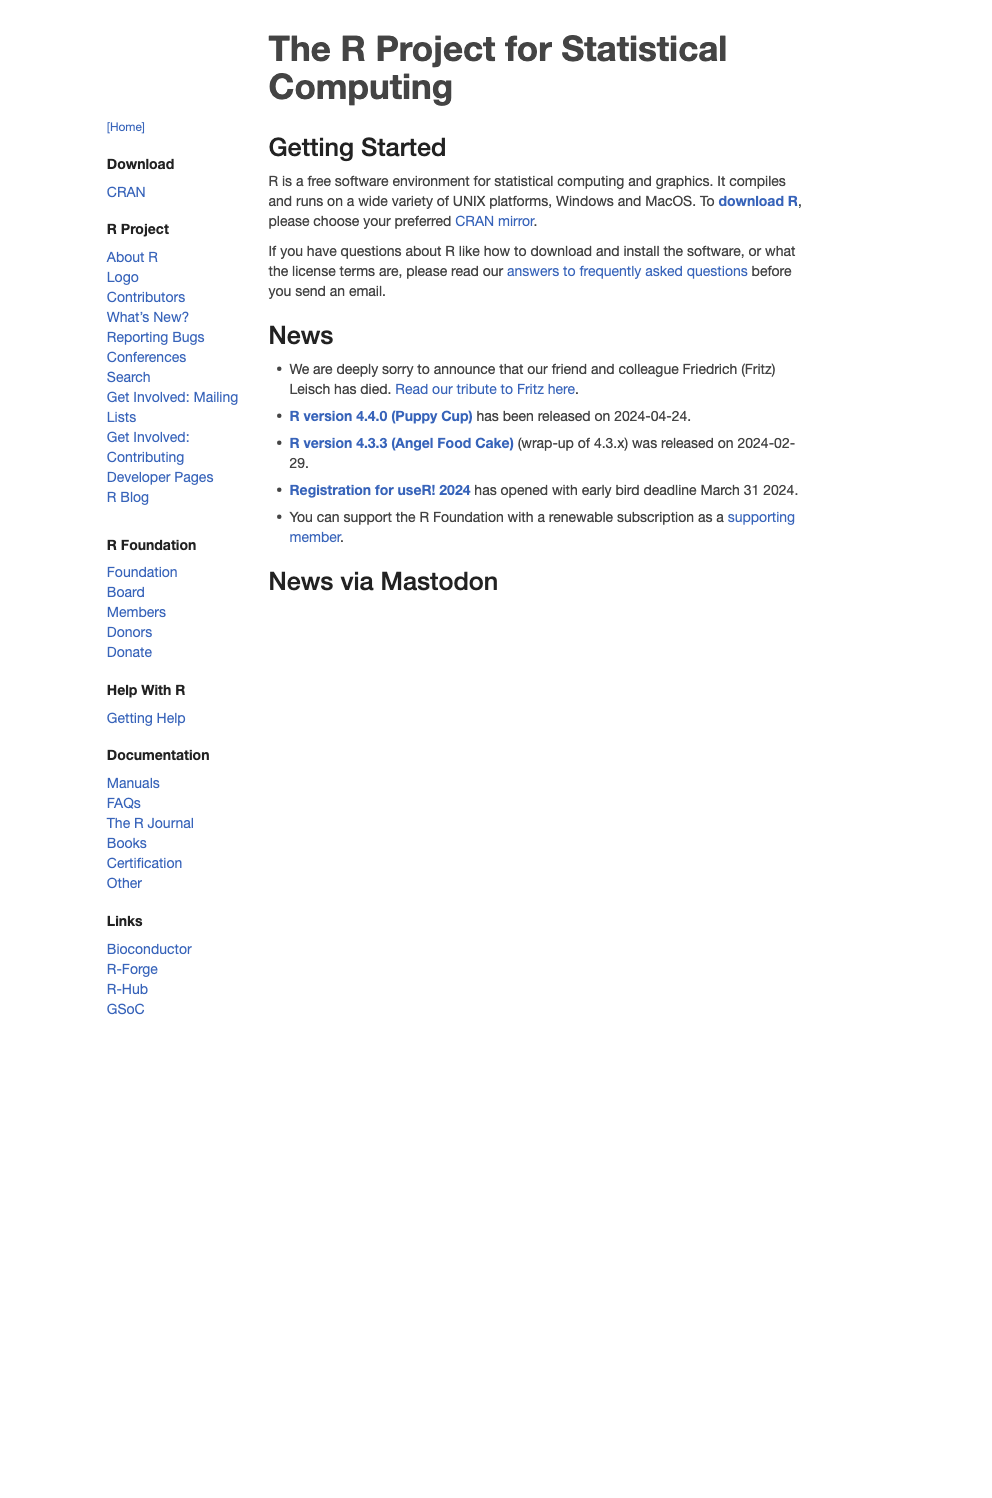 The R Project for Statistical
Computing
[Home]
Download
CRAN
R Project
About R
Logo
Contributors
What's New?
Reporting Bugs
Conferences
Search
Get Involved: Mailing
Lists
Get Involved:
Contributing
Developer Pages
R Blog
R Foundation
Foundation
Board
Members
Donors
Donate
Help With R
Getting Help
Documentation
Manuals
FAQs
The R Journal
Books
Certification
Other
Links
Bioconductor
R-Forge
R-Hub
GSoC
Getting Started
R is a free software environment for statistical computing and graphics. It compiles
and runs on a wide variety of UNIX platforms, Windows and MacOS. To download R,
please choose your preferred CRAN mirror.
If you have questions about R like how to download and install the software, or what
the license terms are, please read our answers to frequently asked questions before
you send an email.
News
• We are deeply sorry to announce that our friend and colleague Friedrich (Fritz)
Leisch has died. Read our tribute to Fritz here.
• R version 4.4.0 (Puppy Cup) has been released on 2024-04-24.
• R version 4.3.3 (Angel Food Cake) (wrap-up of 4.3.x) was released on 2024-02-
29.
• Registration for useR! 2024 has opened with early bird deadline March 31 2024.
• You can support the R Foundation with a renewable subscription as a supporting
member.
News via Mastodon